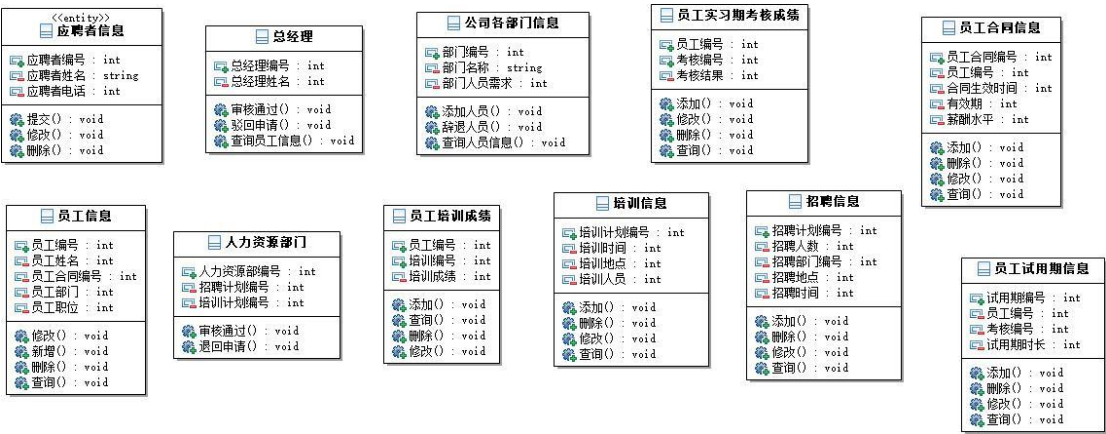 <<entity>>
应聘者信息
应聘者编号 : int
应聘者姓名 : string
应聘者电话 : int
提交() : void
修改() : void
删除() : void
总经理
总经理编号 : int
总经理姓名 : int
审核通过() : void
驳回申请() : void
查询员工信息() : void
公司各部门信息
部门编号 : int
部门名称 : string
部门人员需求 : int
添加人员() : void
辞退人员() : void
查询人员信息() : void
员工实习期考核成绩
员工编号 : int
考核编号 : int
考核结果 : int
添加() : void
修改() : void
删除() : void
查询() : void
员工合同信息
员工合同编号 : int
员工编号 : int
合同生效时间 : int
有效期 : int
薪酬水平 : int
添加() : void
删除() : void
修改() : void
查询() : void
员工信息
员工编号 : int
员工姓名 : int
员工合同编号 : int
员工部门 : int
员工职位 : int
修改() : void
新增() : void
删除() : void
查询() : void
人力资源部门
人力资源部编号 : int
招聘计划编号 : int
培训计划编号 : int
审核通过() : void
退回申请() : void
员工培训成绩
员工编号 : int
培训编号 : int
培训成绩 : int
添加() : void
查询() : void
删除() : void
修改() : void
培训信息
培训计划编号 : int
培训时间 : int
培训地点 : int
培训人员 : int
添加() : void
删除() : void
修改() : void
查询() : void
招聘信息
招聘计划编号 : int
招聘人数 : int
招聘部门编号 : int
招聘地点 : int
招聘时间 : int
添加() : void
删除() : void
修改() : void
查询() : void
员工试用期信息
试用期编号 : int
员工编号 : int
考核编号 : int
试用期时长 : int
添加() : void
删除() : void
修改() : void
查询() : void